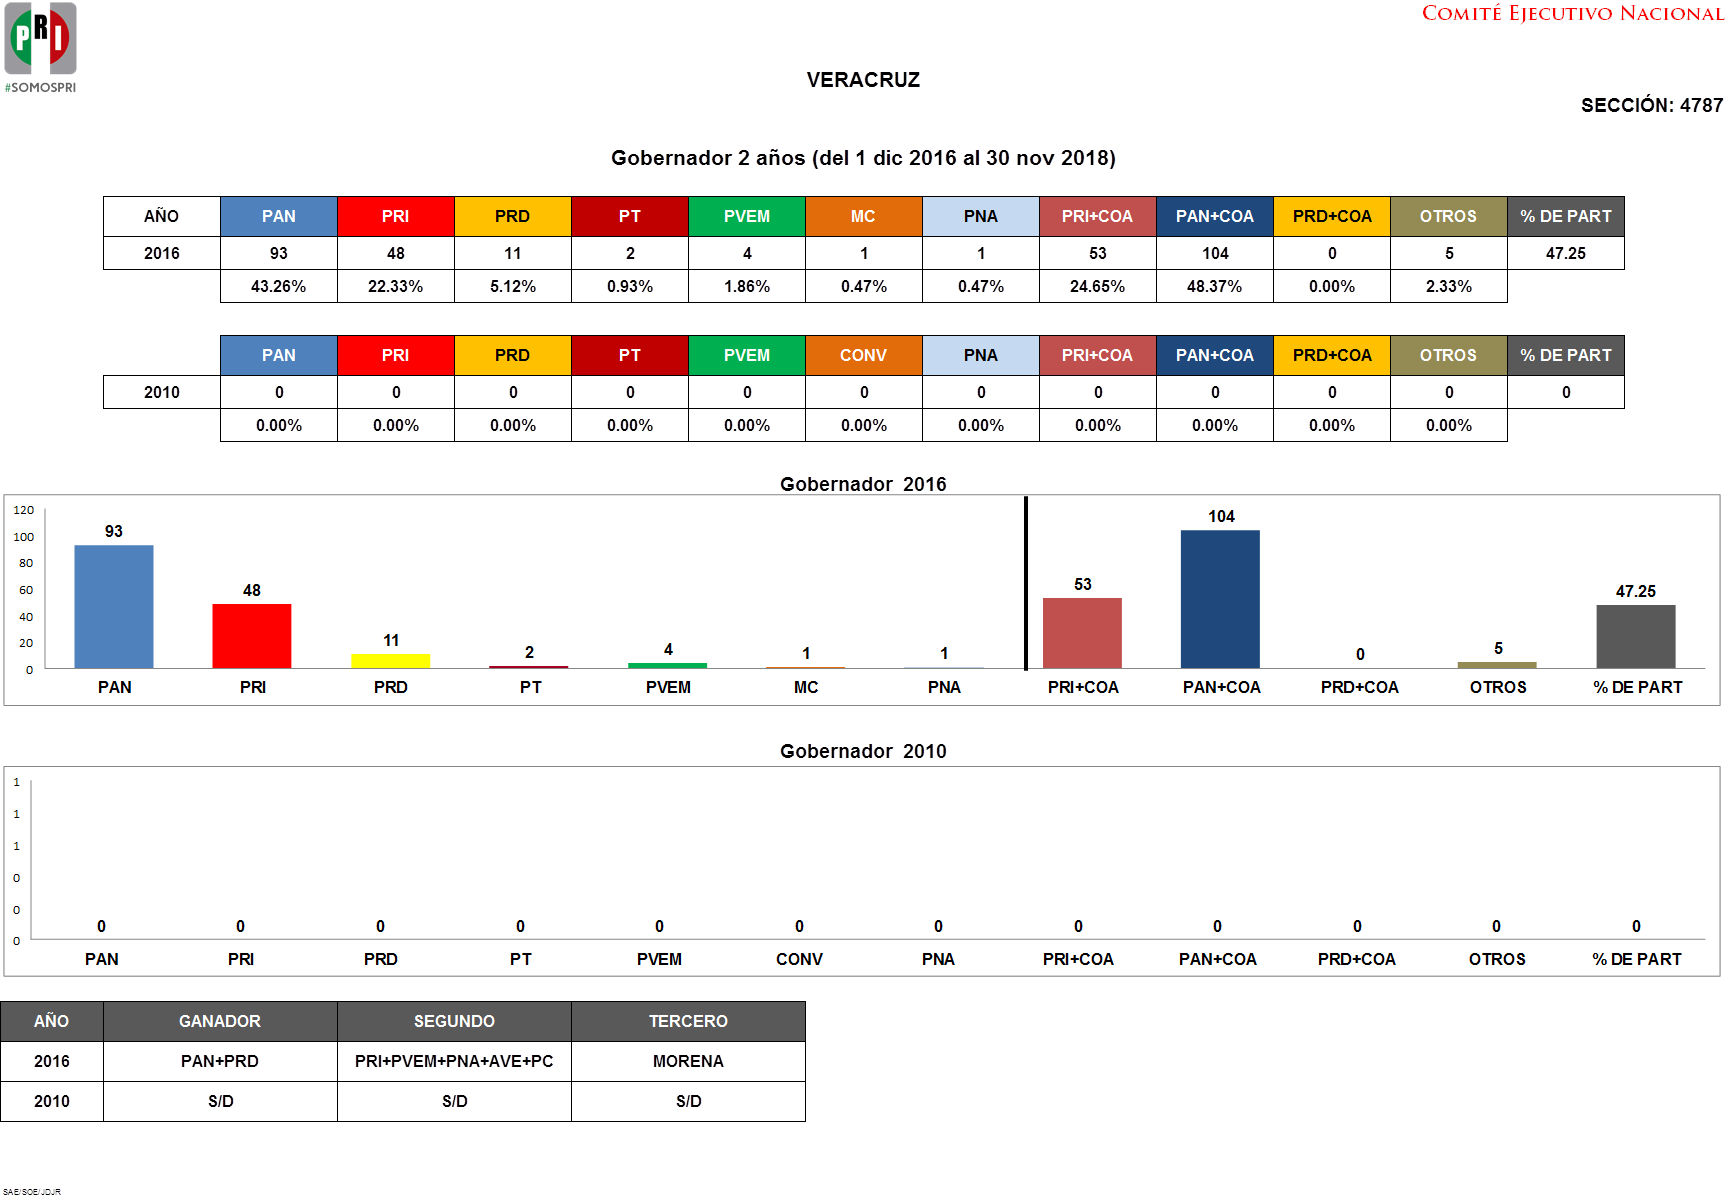 PRI
#SOMOSPRI
COMITÉ EJECUTIVO NACIONAL
VERACRUZ
SECCIÓN: 4787
Gobernador 2 años (del 1 dic 2016 al 30 nov 2018)
AÑO PAN PRI PRD PT PVEM MC PNA PRI+COA PAN+COA PRD+COA OTROS % DE PART
2016 93 48 11 2 4 1 1 53 104 0 5 47.25
43.26% 22.33% 5.12% 0.93% 1.86% 0.47% 0.47% 24.65% 48.37% 0.00% 2.33%
PAN PRI PRD PT PVEM CONV PNA PRI+COA PAN+COA PRD+COA OTROS % DE PART
2010 0 0 0 0 0 0 0 0 0 0 0 0
0.00% 0.00% 0.00% 0.00% 0.00% 0.00% 0.00% 0.00% 0.00% 0.00% 0.00%
Gobernador 2016
120
100
80
60
40
20
0
93 48 11 2 4 1 1 53 104 0 5 47.25
PAN PRI PRD PT PVEM MC PNA PRI+COA PAN+COA PRD+COA OTROS % DE PART
Gobernador 2010
1
1
1
0
0
0
0 0 0 0 0 0 0 0 0 0 0 0
PAN PRI PRD PT PVEM CONV PNA PRI+COA PAN+COA PRD+COA OTROS % DE PART
AÑO GANADOR SEGUNDO TERCERO
2016 PAN+PRD PRI+PVEM+PNA+AVE+PC MORENA
2010 S/D S/D S/D
SAE/SOE/JDJR